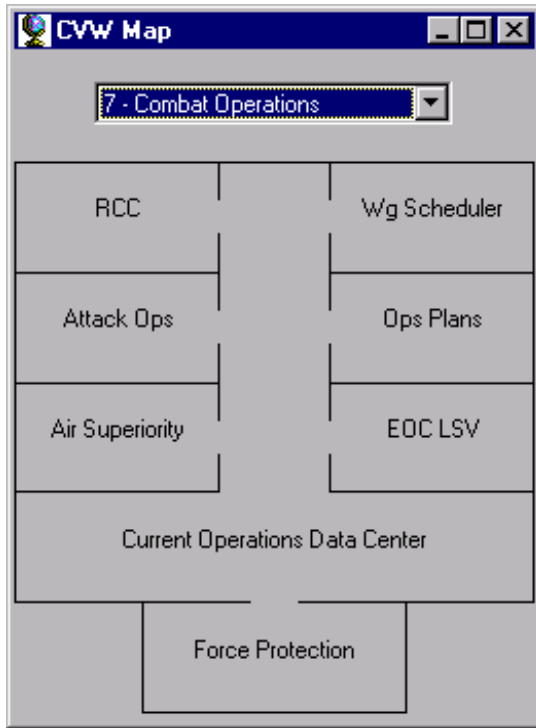 CVW Map
7 - Combat Operations
RCC
Wg Scheduler
Attack Ops
Ops Plans
Air Superiority
EOC LSV
Current Operations Data Center
Force Protection